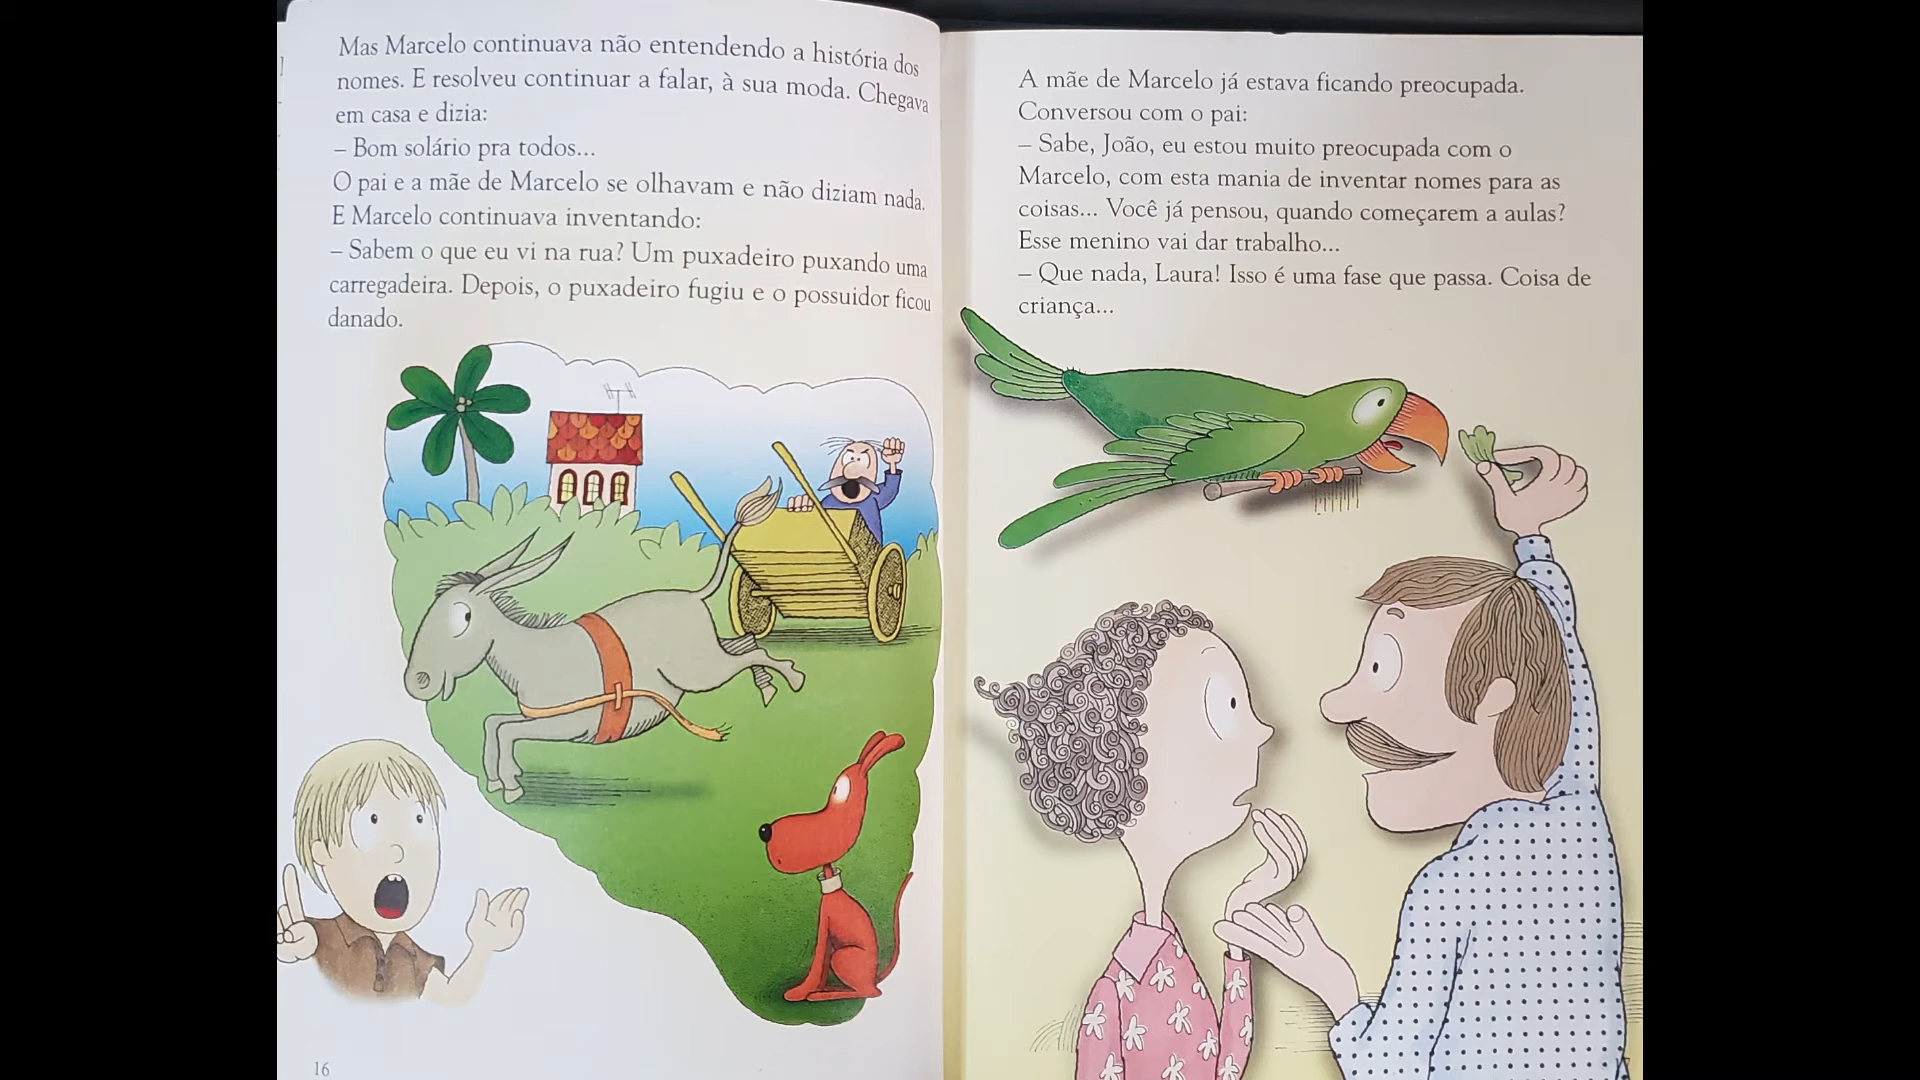 Mas Marcelo continuava não entendendo a história dos
nomes. E resolveu continuar a falar, à sua moda. Chegava
em casa e dizia:
– Bom solário pra todos...
O pai e a mãe de Marcelo se olhavam e não diziam nada.
E Marcelo continuava inventando:
– Sabem o que eu vi na rua? Um puxadeiro puxando uma
carregadeira. Depois, o puxadeiro fugiu e o possuidor ficou
danado.
16
A mãe de Marcelo já estava ficando preocupada.
Conversou com o pai:
– Sabe, João, eu estou muito preocupada com o
Marcelo, com esta mania de inventar nomes para as
coisas... Você já pensou, quando começarem a aulas?
Esse menino vai dar trabalho...
– Que nada, Laura! Isso é uma fase que passa. Coisa de
criança...